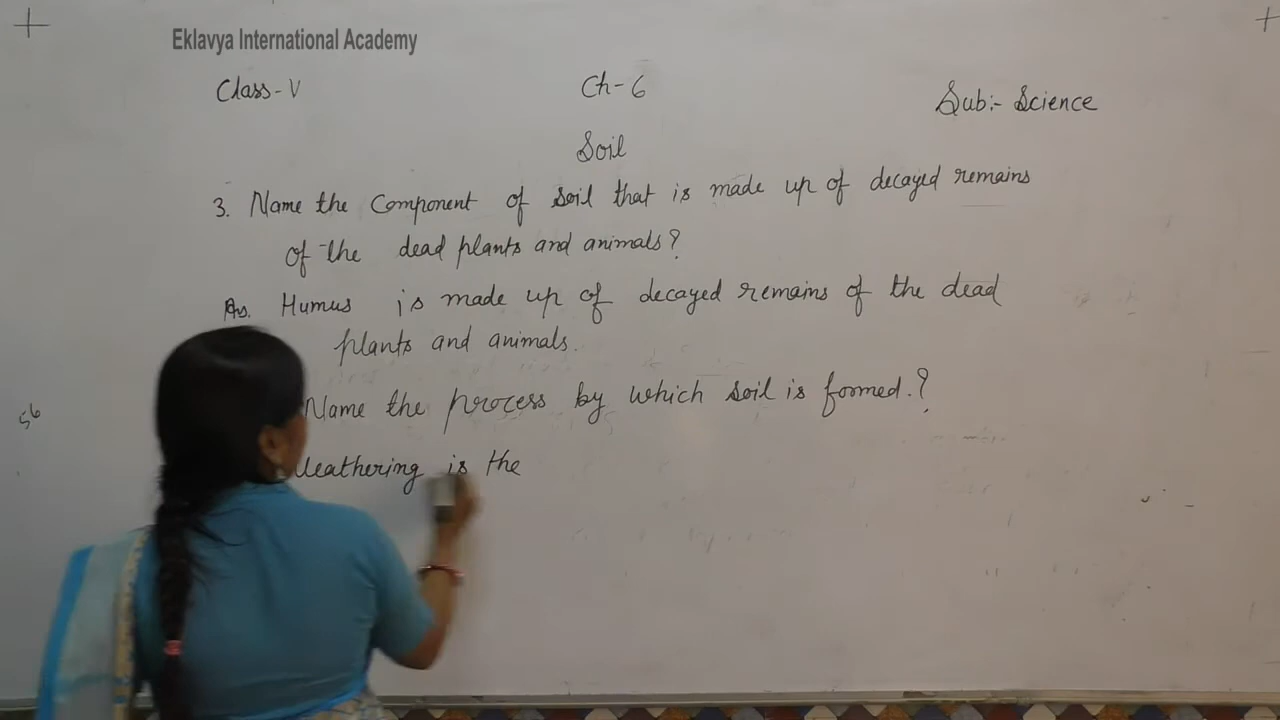 Eklavya International Academy
Class-V Ch-6 Sub:- Science
Soil
3. Name the Component of soil that is made up of decayed remains
of the dead plants and animals?
Ans. Humus is made up of decayed remains of the dead
plants and animals.
Name the process by which soil is formed.?
Weathering is the
56